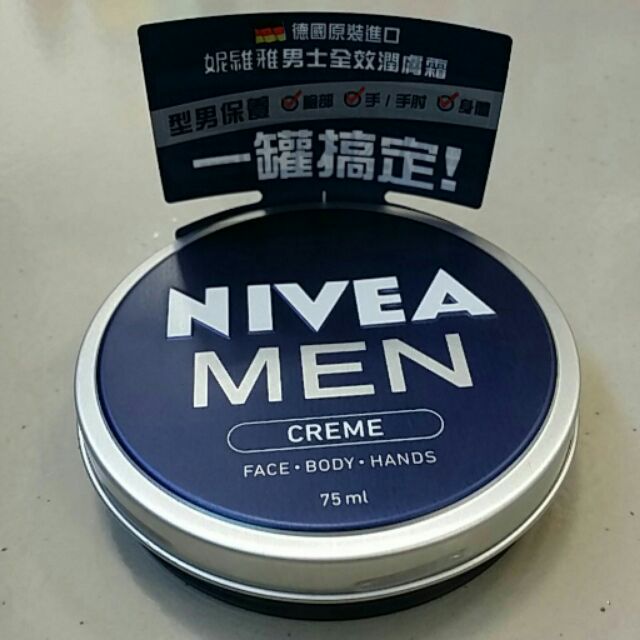 德國原裝進口
妮維雅男士全效潤膚霜
型男保養 臉部 手/手肘 身體
一罐搞定!
NIVEA
MEN
CREME
FACE • BODY • HANDS
75 ml